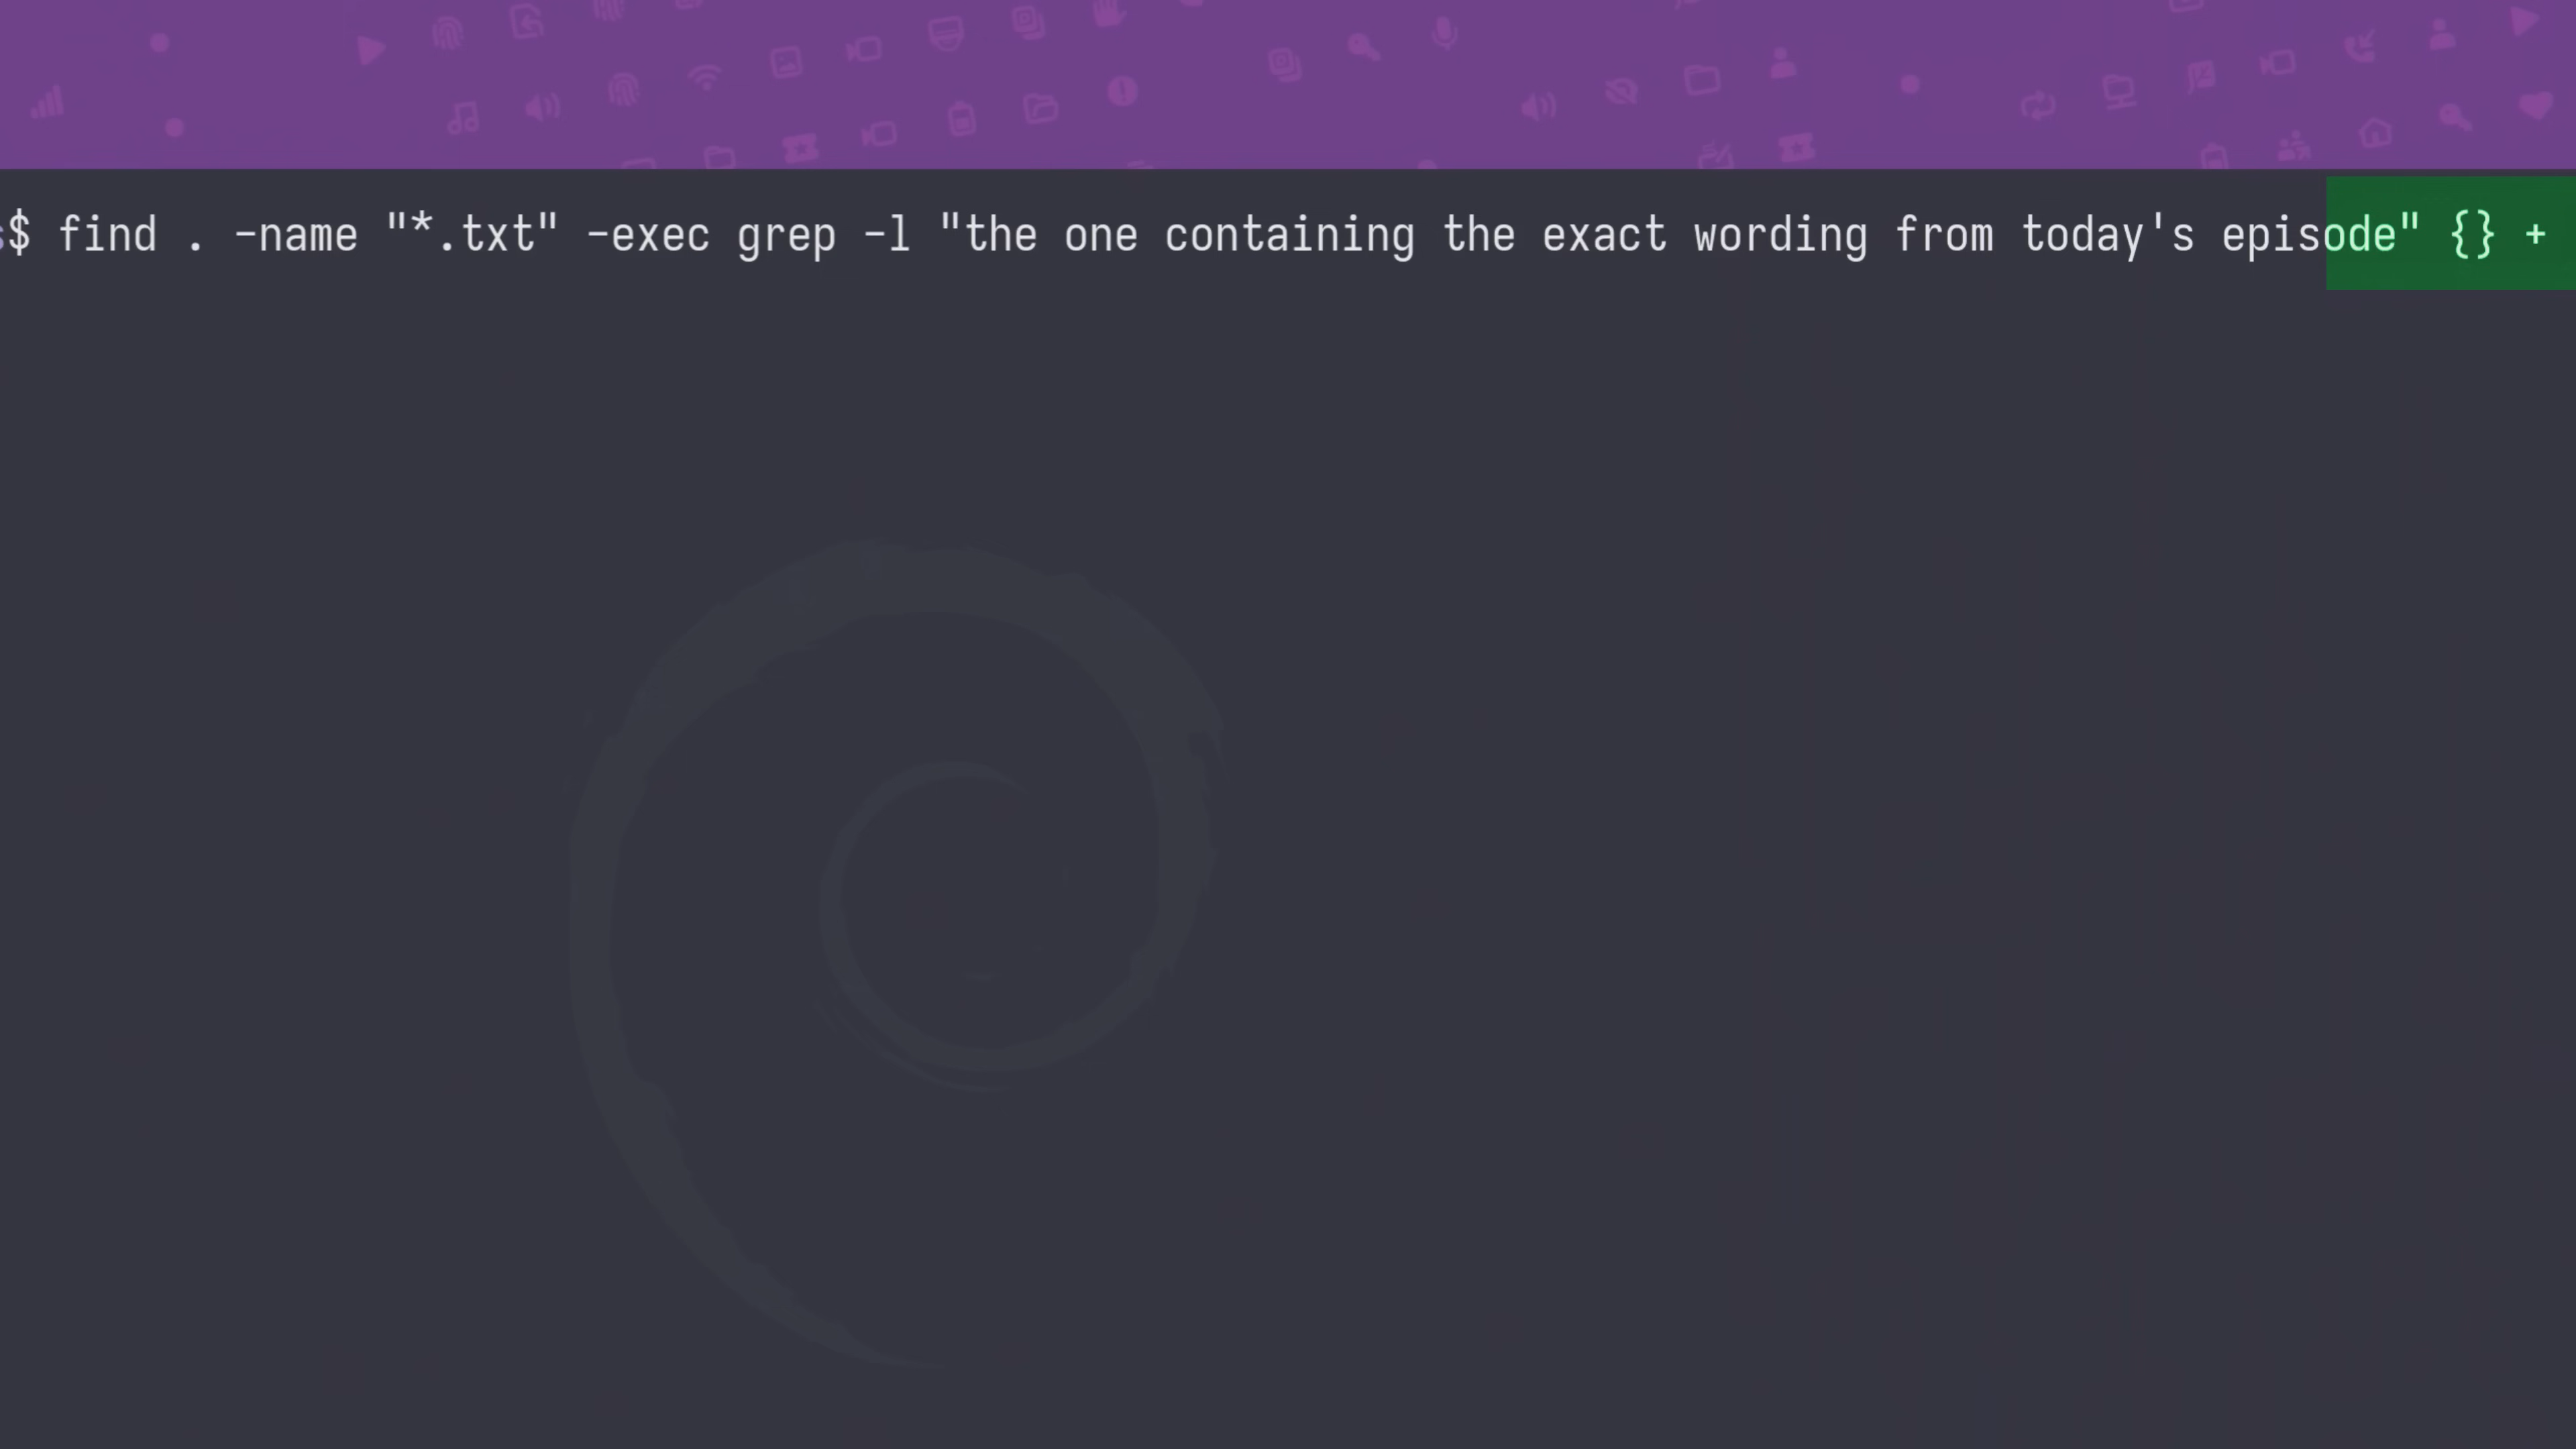 s$ find . -name "*.txt" -exec grep -l "the one containing the exact wording from today's episode" {} +